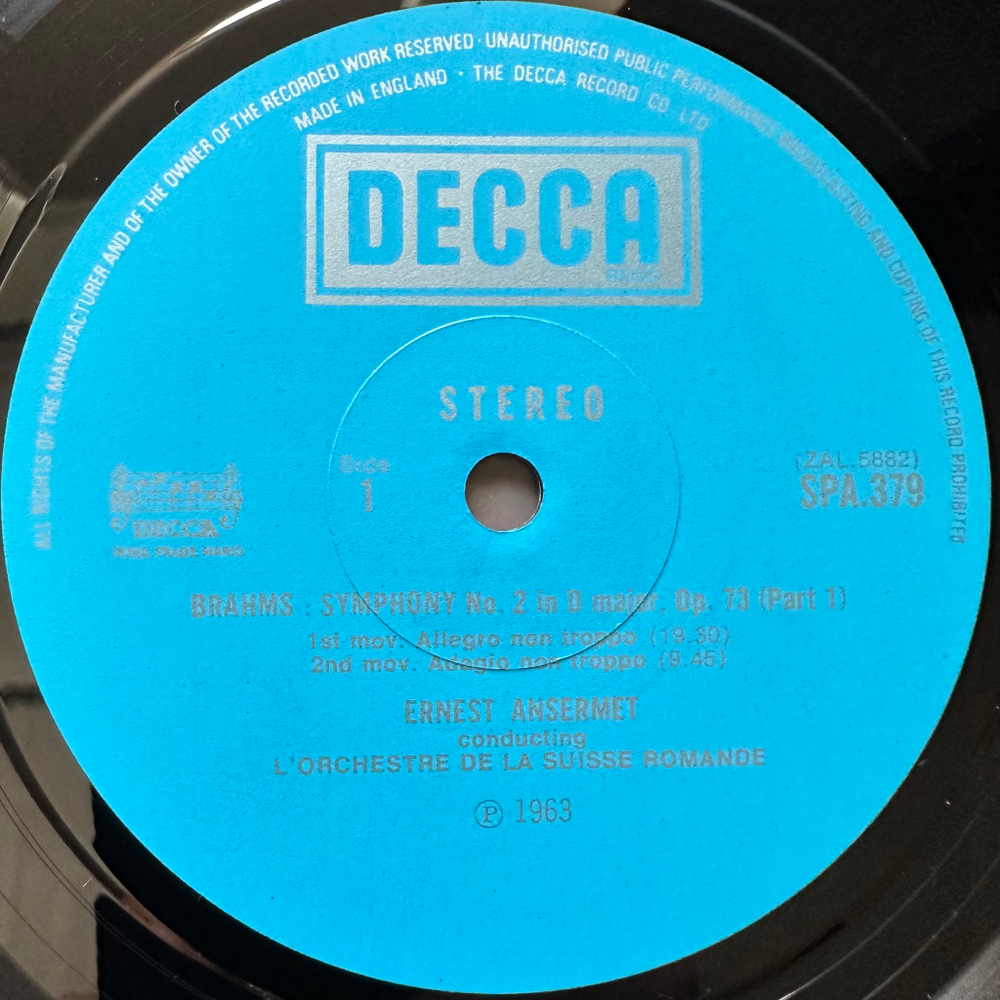 ALL RIGHTS OF THE MANUFACTURER AND OF THE OWNER OF THE RECORDED WORK RESERVED · UNAUTHORISED PUBLIC PERFORMANCE BROADCASTING AND COPYING OF THIS RECORD PROHIBITED
MADE IN ENGLAND · THE DECCA RECORD CO. LTD
DECCA
STEREO
Side
1
(ZAL.5882)
SPA.379
DECCA
BRAHMS : SYMPHONY No. 2 in D major, Op. 73 (Part 1)
1st mov. Allegro non troppo (19.30)
2nd mov. Adagio non troppo (9.45)
ERNEST ANSERMET
conducting
L'ORCHESTRE DE LA SUISSE ROMANDE
℗ 1963